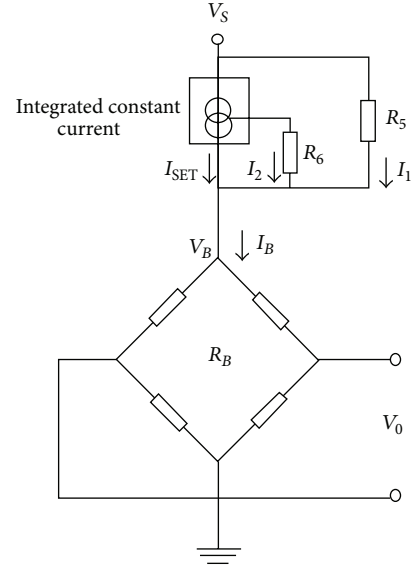 V_S
Integrated constant
current
R_5
R_6
I_SET
I_2
I_1
V_B
I_B
R_B
V_0